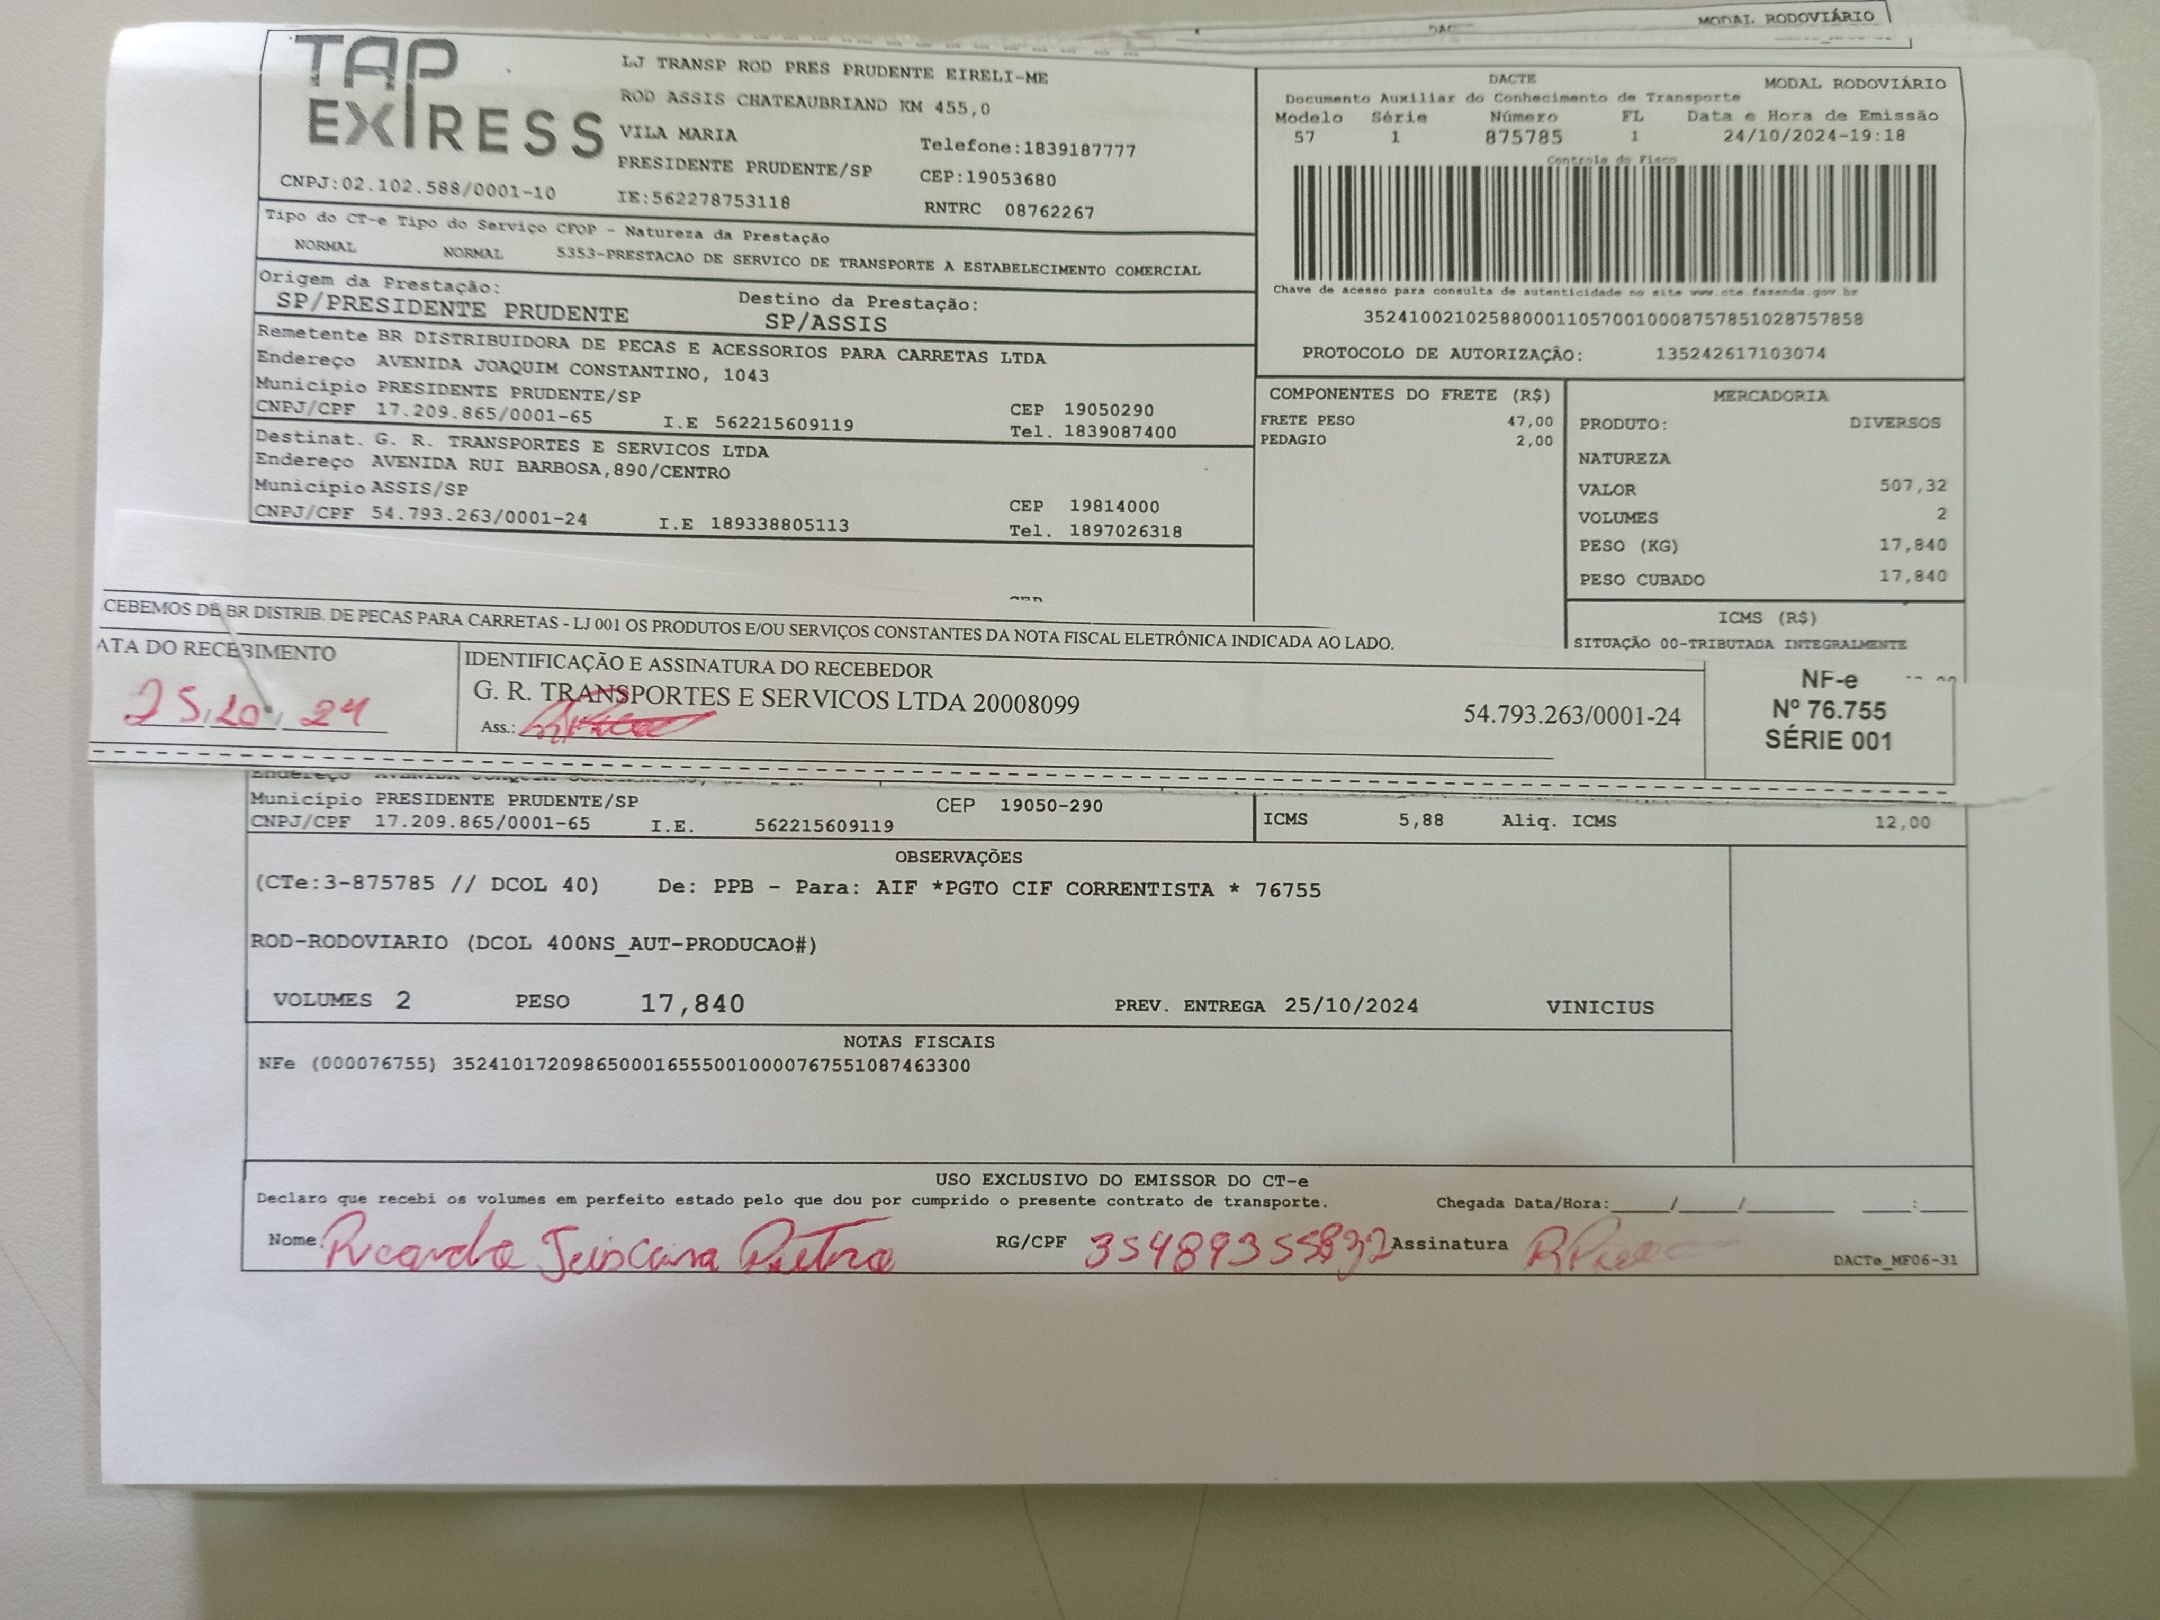 MODAL RODOVIÁRIO
TAP
EXIRESS
LJ TRANSP ROD PRES PRUDENTE EIRELI-ME
ROD ASSIS CHATEAUBRIAND KM 455,0
VILA MARIA
Telefone:1839187777
PRESIDENTE PRUDENTE/SP
CEP:19053680
CNPJ:02.102.588/0001-10
IE:562278753118
RNTRC 08762267
DACTE
MODAL RODOVIÁRIO
Documento Auxiliar do Conhecimento de Transporte
Modelo Série Número FL Data e Hora de Emissão
57 1 875785 1 24/10/2024-19:18
Controle do Fisco
Chave de acesso para consulta de autenticidade no site www.cte.fazenda.gov.br
35241002102588000110570010008757851028757858
PROTOCOLO DE AUTORIZAÇÃO: 135242617103074
Tipo do CT-e Tipo do Serviço CFOP - Natureza da Prestação
NORMAL NORMAL 5353-PRESTACAO DE SERVICO DE TRANSPORTE A ESTABELECIMENTO COMERCIAL
Origem da Prestação: Destino da Prestação:
SP/PRESIDENTE PRUDENTE SP/ASSIS
Remetente BR DISTRIBUIDORA DE PECAS E ACESSORIOS PARA CARRETAS LTDA
Endereço AVENIDA JOAQUIM CONSTANTINO, 1043
Município PRESIDENTE PRUDENTE/SP
CEP 19050290
CNPJ/CPF 17.209.865/0001-65 I.E 562215609119
Tel. 1839087400
Destinat. G. R. TRANSPORTES E SERVICOS LTDA
Endereço AVENIDA RUI BARBOSA,890/CENTRO
Município ASSIS/SP
CEP 19814000
CNPJ/CPF 54.793.263/0001-24 I.E 189338805113
Tel. 1897026318
COMPONENTES DO FRETE (R$)
FRETE PESO 47,00
PEDAGIO 2,00
MERCADORIA
PRODUTO: DIVERSOS
NATUREZA
VALOR 507,32
VOLUMES 2
PESO (KG) 17,840
PESO CUBADO 17,840
ICMS (R$)
SITUAÇÃO 00-TRIBUTADA INTEGRALMENTE
CEBEMOS DE BR DISTRIB. DE PECAS PARA CARRETAS - LJ 001 OS PRODUTOS E/OU SERVIÇOS CONSTANTES DA NOTA FISCAL ELETRÔNICA INDICADA AO LADO.
ATA DO RECEBIMENTO
25 10 24
IDENTIFICAÇÃO E ASSINATURA DO RECEBEDOR
G. R. TRANSPORTES E SERVICOS LTDA 20008099
54.793.263/0001-24
Ass.:
NF-e
Nº 76.755
SÉRIE 001
Município PRESIDENTE PRUDENTE/SP CEP 19050-290
CNPJ/CPF 17.209.865/0001-65 I.E. 562215609119
ICMS 5,88 Aliq. ICMS 12,00
OBSERVAÇÕES
(CTe:3-875785 // DCOL 40) De: PPB - Para: AIF *PGTO CIF CORRENTISTA * 76755
ROD-RODOVIARIO (DCOL 400NS_AUT-PRODUCAO#)
VOLUMES 2 PESO 17,840 PREV. ENTREGA 25/10/2024 VINICIUS
NOTAS FISCAIS
NFe (000076755) 35241017209865000165550010000767551087463300
USO EXCLUSIVO DO EMISSOR DO CT-e
Declaro que recebi os volumes em perfeito estado pelo que dou por cumprido o presente contrato de transporte. Chegada Data/Hora:____/____/______ ___:___
Nome Ricardo RG/CPF Assinatura
DACTe_MF06-31